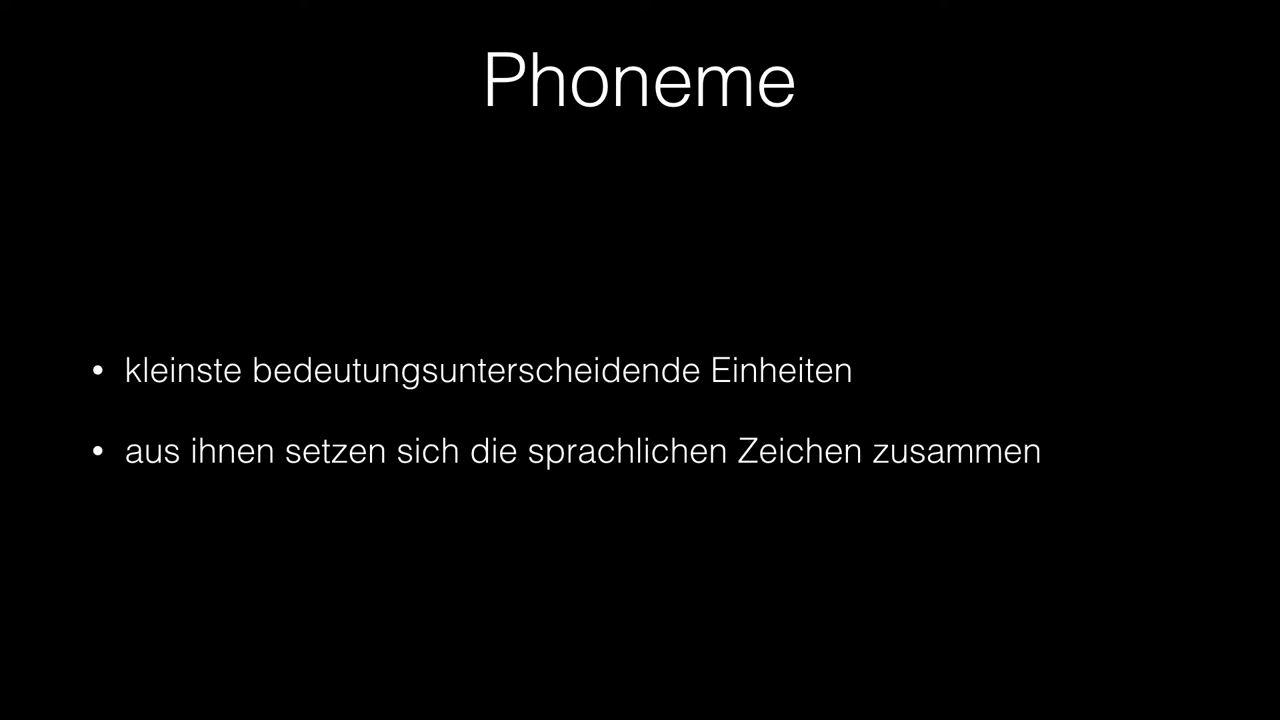 Phoneme
• kleinste bedeutungsunterscheidende Einheiten
• aus ihnen setzen sich die sprachlichen Zeichen zusammen